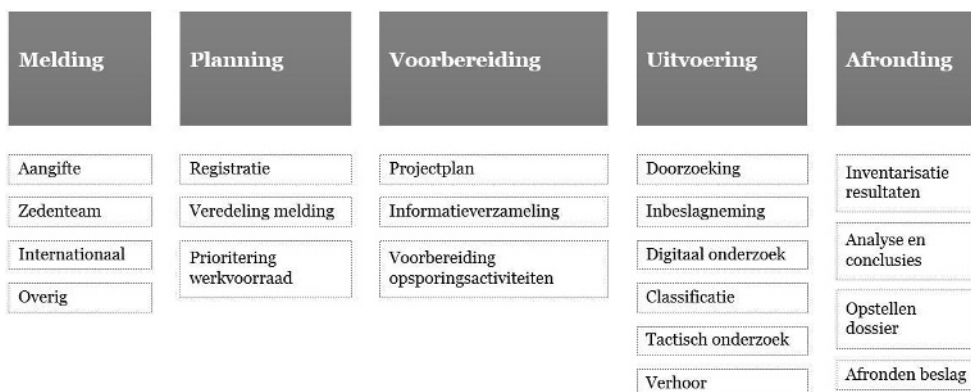 Melding
Aangifte
Zedenteam
Internationaal
Overig
Planning
Registratie
Veredeling melding
Prioritering
werkvoorraad
Voorbereiding
Projectplan
Informatieverzameling
Voorbereiding
opsporingsactiviteiten
Uitvoering
Doorzoeking
Inbeslagneming
Digitaal onderzoek
Classificatie
Tactisch onderzoek
Verhoor
Afronding
Inventarisatie
resultaten
Analyse en
conclusies
Opstellen
dossier
Afronden beslag